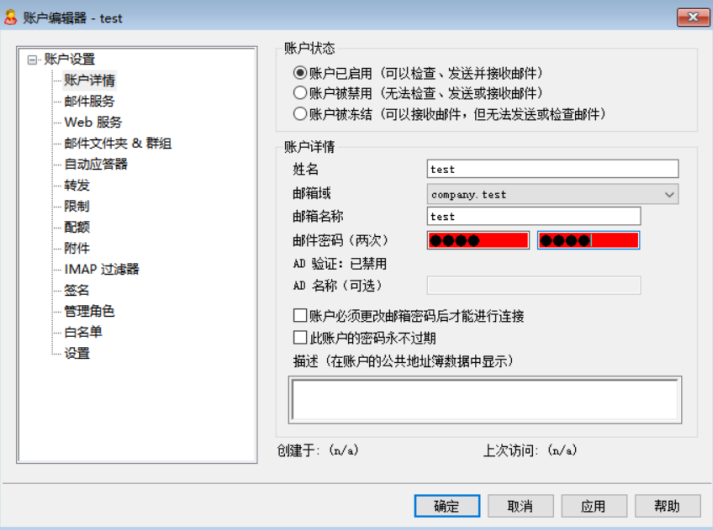 账户编辑器 - test
账户设置
账户详情
邮件服务
Web 服务
邮件文件夹 & 群组
自动应答器
转发
限制
配额
附件
IMAP 过滤器
签名
管理角色
白名单
设置
账户状态
账户已启用（可以检查、发送并接收邮件）
账户被禁用（无法检查、发送或接收邮件）
账户被冻结（可以接收邮件，但无法发送或检查邮件）
账户详情
姓名 test
邮箱域 company.test
邮箱名称 test
邮件密码（两次） ●●●● ●●●●
AD 验证：已禁用
AD 名称（可选）
账户必须更改邮箱密码后才能进行连接
此账户的密码永不过期
描述（在账户的公共地址簿数据中显示）
创建于：(n/a) 上次访问：(n/a)
确定 取消 应用 帮助